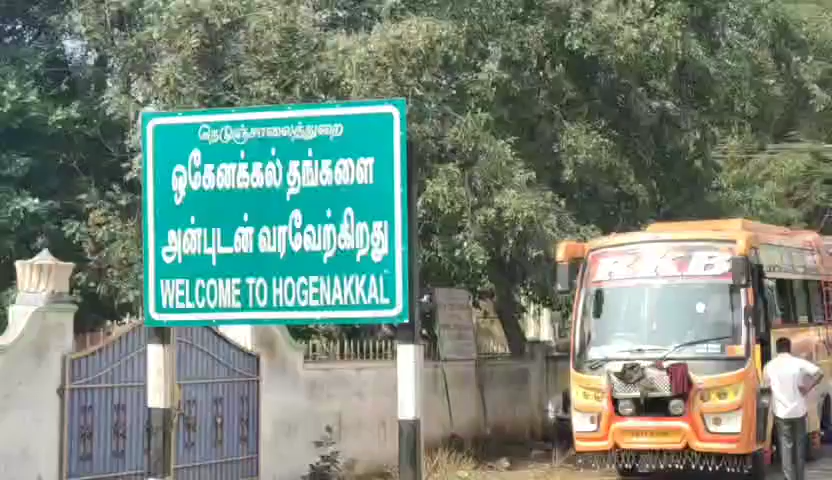 நெடுஞ்சாலைத்துறை
ஒகேனக்கல் தங்களை
அன்புடன் வரவேற்கிறது
WELCOME TO HOGENAKKAL
RKB